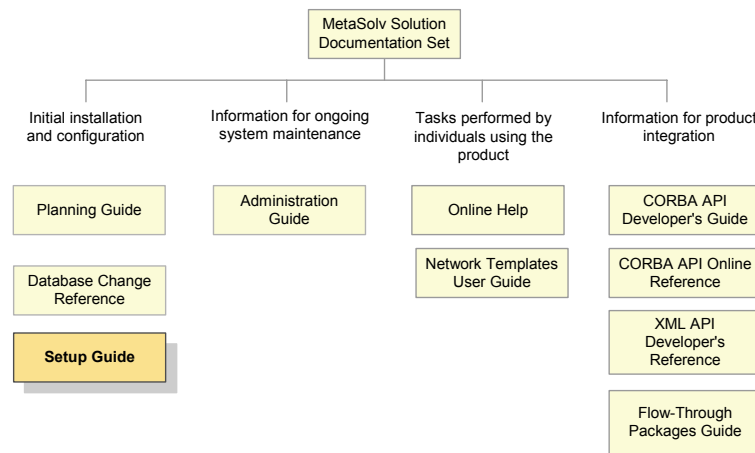 MetaSolv Solution
Documentation Set
Initial installation
and configuration
Information for ongoing
system maintenance
Tasks performed by
individuals using the
product
Information for product
integration
Planning Guide
Database Change
Reference
Setup Guide
Administration
Guide
Online Help
Network Templates
User Guide
CORBA API
Developer's Guide
CORBA API Online
Reference
XML API
Developer's
Reference
Flow-Through
Packages Guide